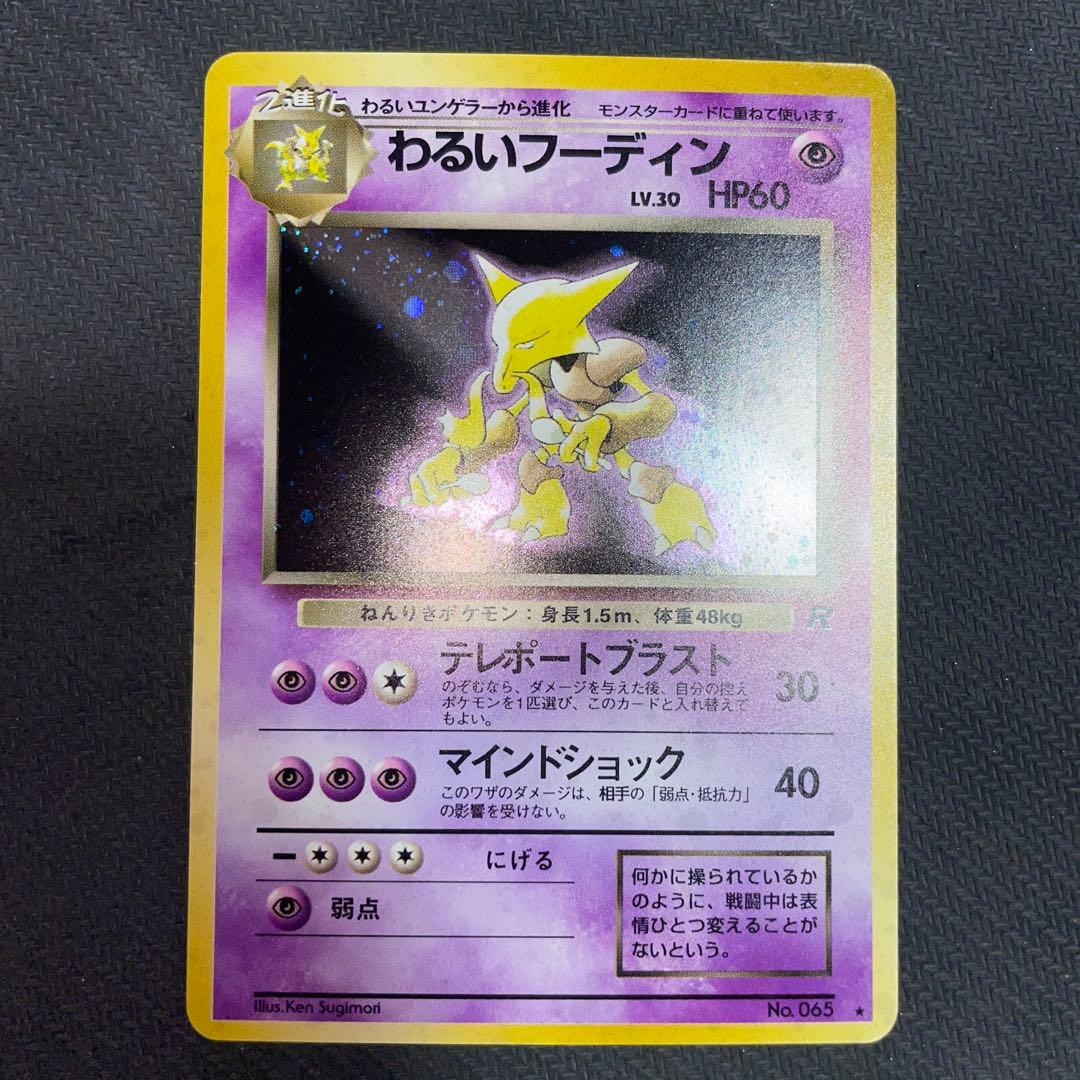 2進化 わるいユンゲラーから進化 モンスターカードに重ねて使います。
わるいフーディン
LV.30 HP60
ねんりきポケモン：身長1.5m、体重48kg R
テレポートブラスト
のぞむなら、ダメージを与えた後、自分の控え
ポケモンを1匹選び、このカードと入れ替えて
もよい。
30
マインドショック
このワザのダメージは、相手の「弱点・抵抗力」
の影響を受けない。
40
にげる
弱点
何かに操られているか
のように、戦闘中は表
情ひとつ変えることが
ないという。
Illus.Ken Sugimori
No. 065 ★